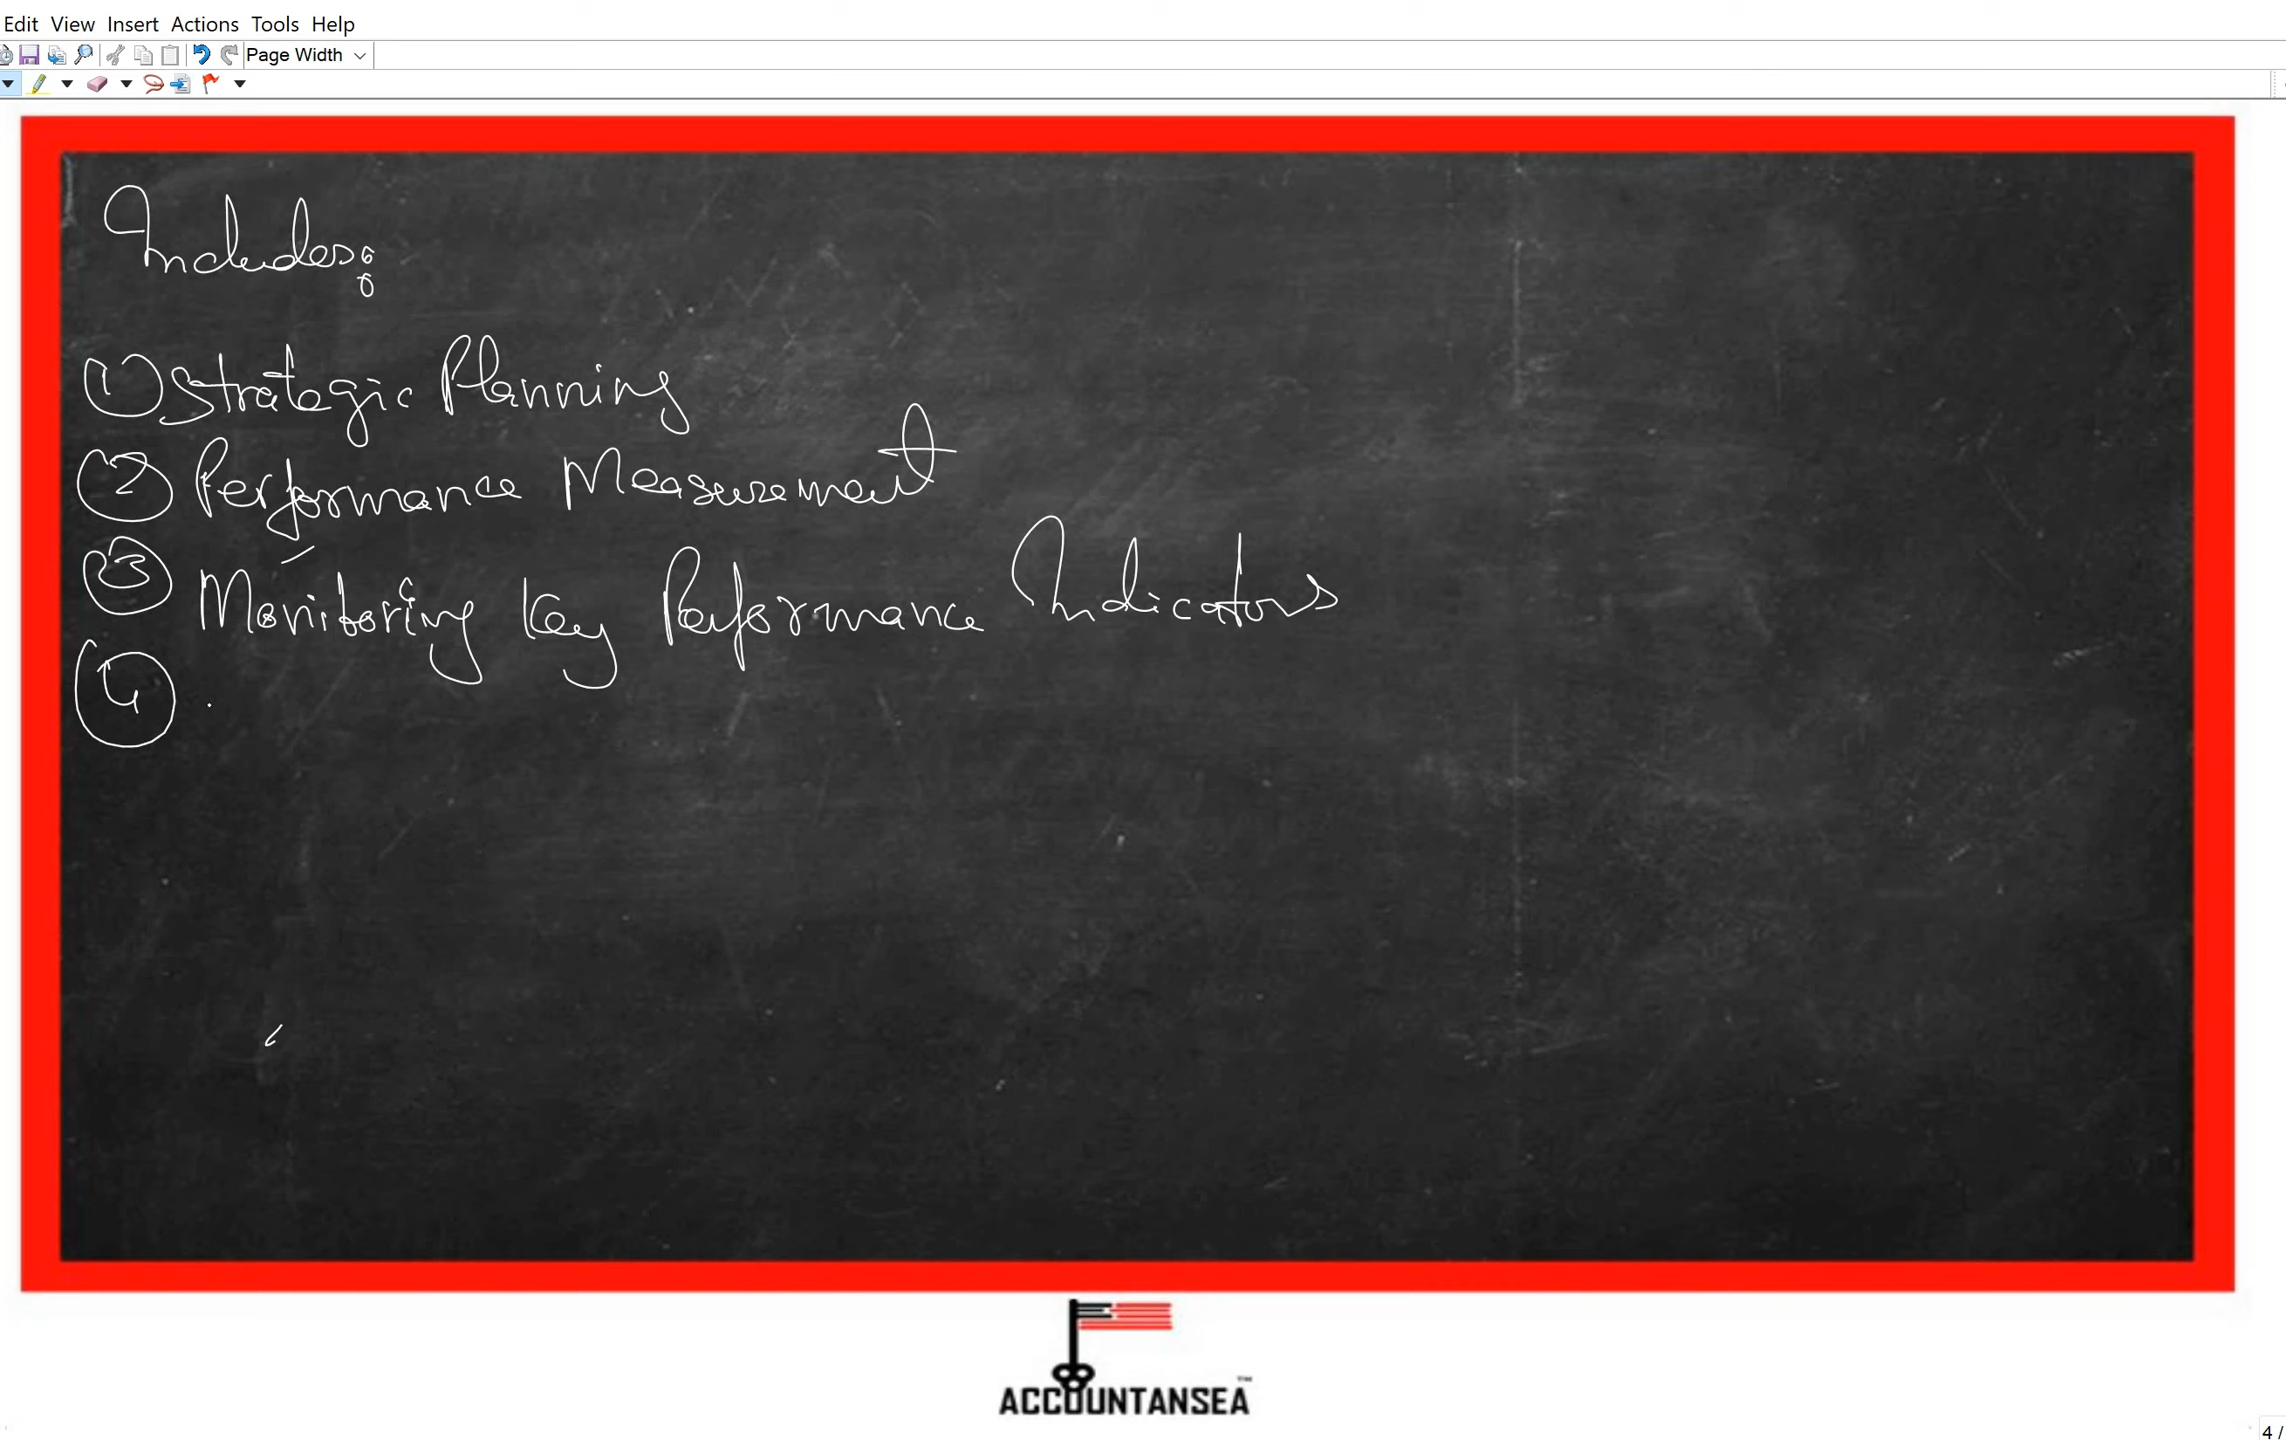 Edit View Insert Actions Tools Help
Page Width
Includes:
① Strategic Planning
② Performance Measurement
③ Monitoring Key Performance Indicators
④ .
ACCOUNTANSEA™
4 /